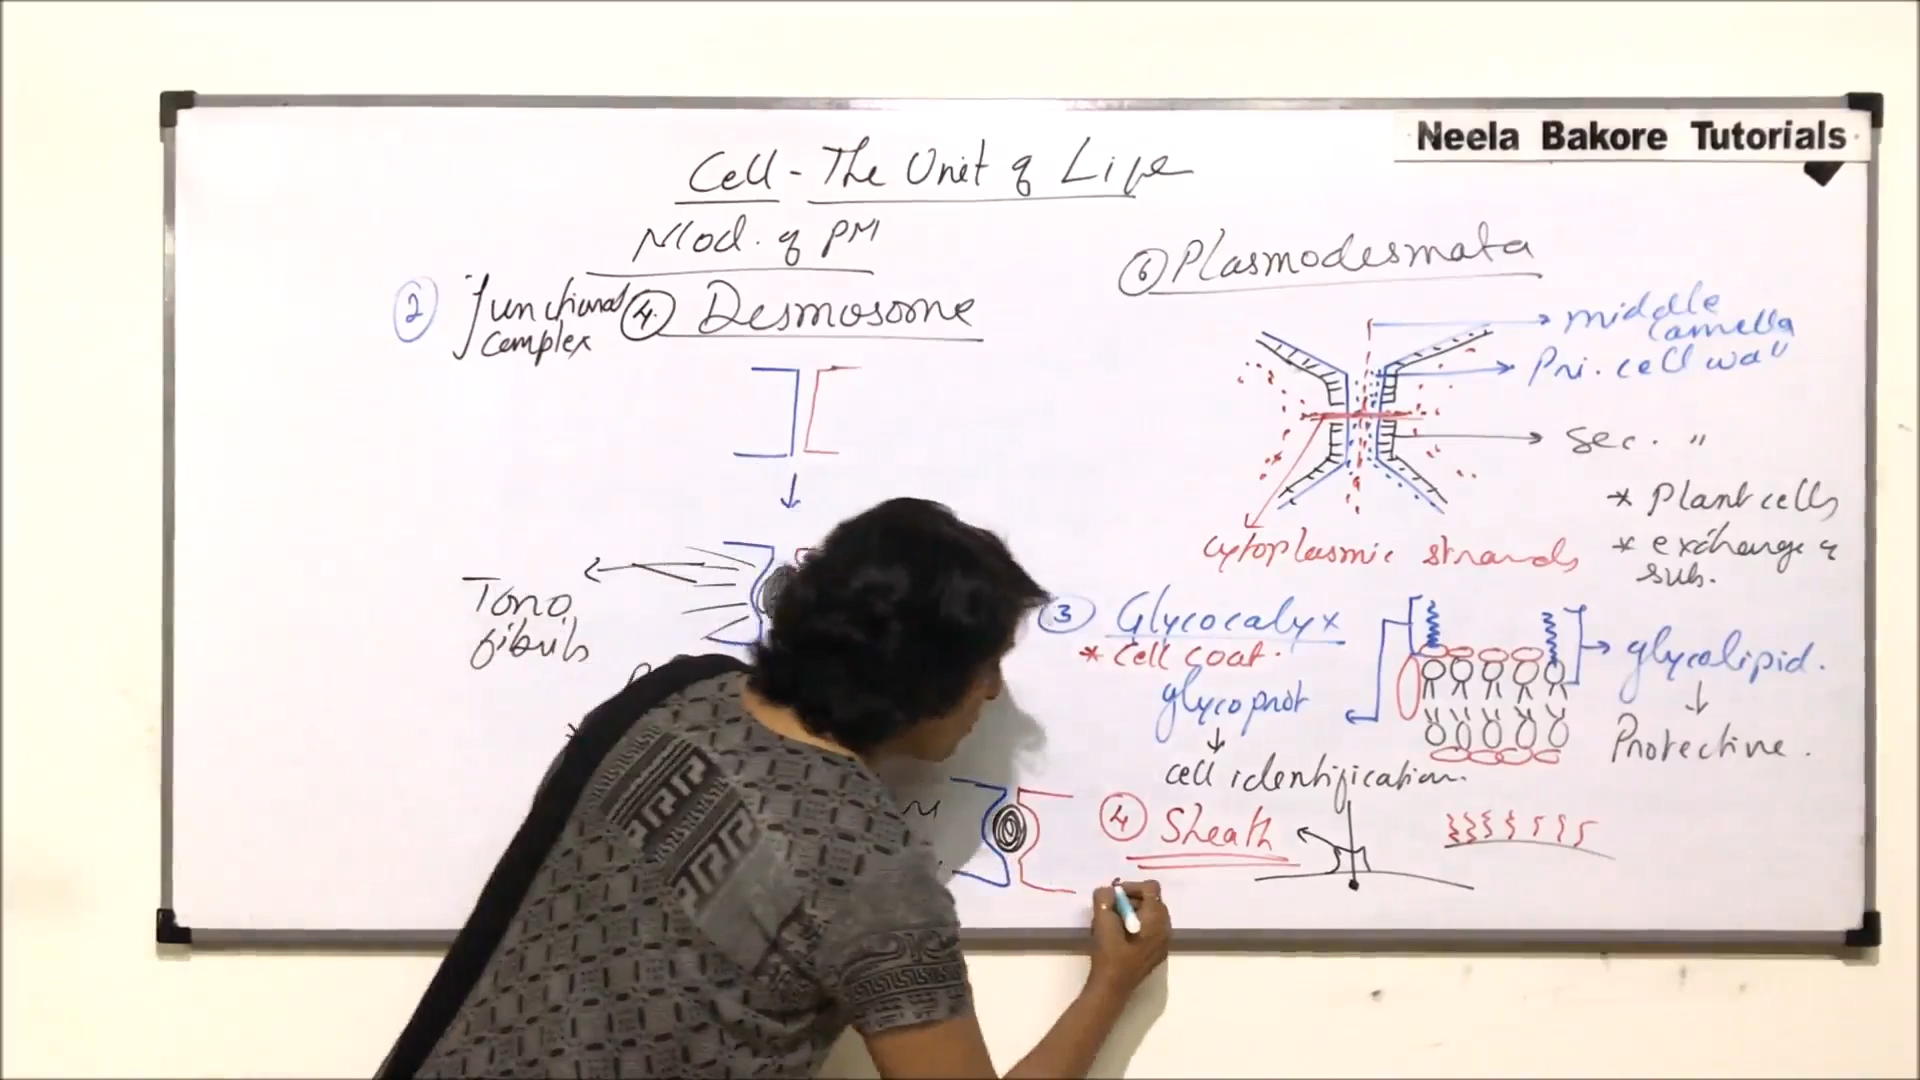 Neela Bakore Tutorials
Cell - The Unit of Life
Mod. of PM
② Junctional complex
④ Desmosome
Tono
fibrils
⑥ Plasmodesmata
middle
lamella
Pri. cell wall
Sec. "
* Plant cells
* exchange of
sub.
Cytoplasmic strands
③ Glycocalyx
* Cell coat.
glycoprot
↓
cell identification.
glycolipid.
↓
Protective.
④ Sheath